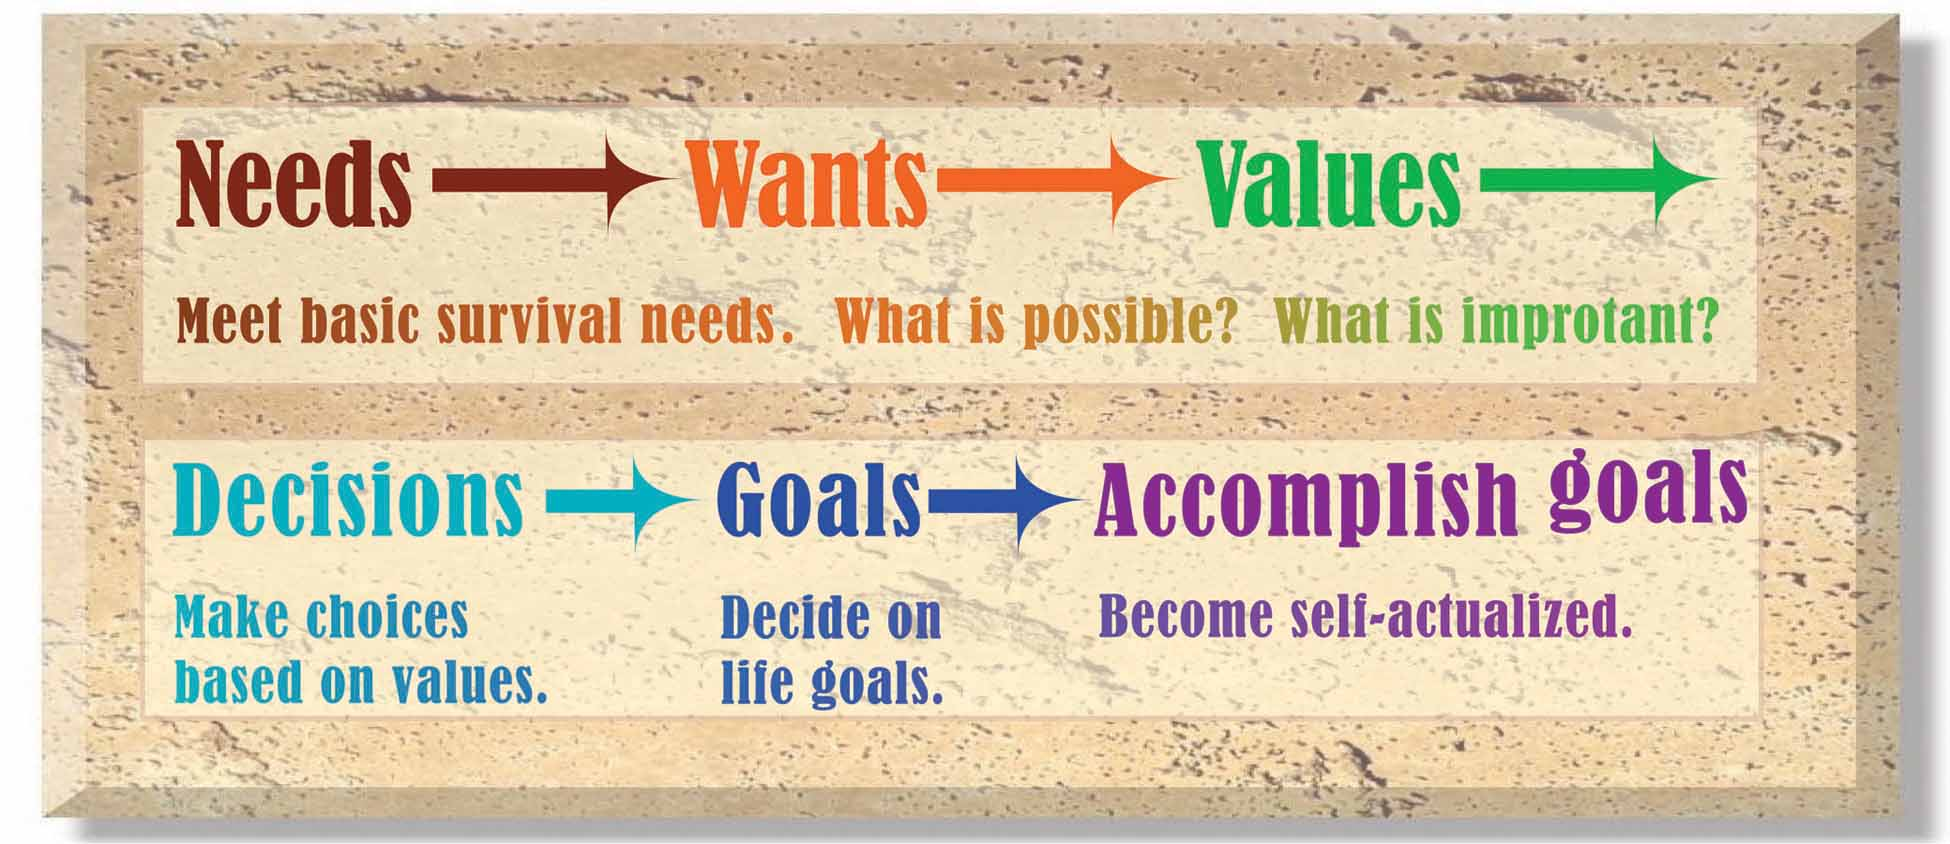 Needs Wants Values
Meet basic survival needs. What is possible? What is improtant?
Decisions Goals Accomplish goals
Make choices Decide on Become self-actualized.
based on values. life goals.